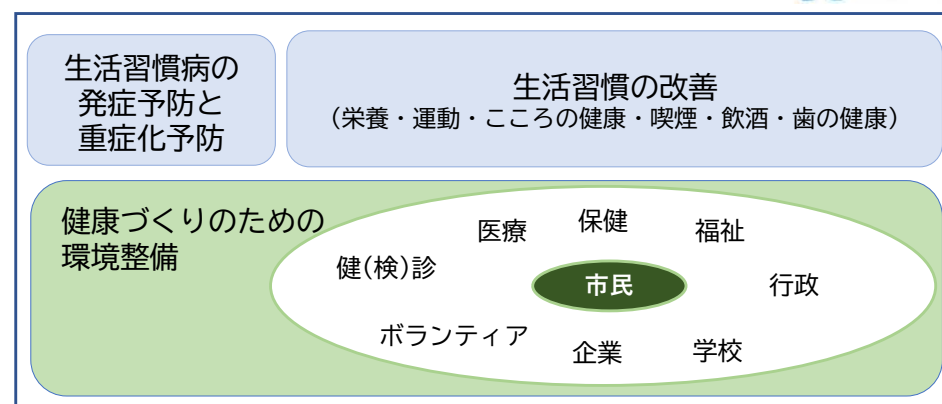 生活習慣病の
発症予防と
重症化予防
生活習慣の改善
（栄養・運動・こころの健康・喫煙・飲酒・歯の健康）
健康づくりのための
環境整備
医療
保健
福祉
健(検)診
市民
行政
ボランティア
企業
学校